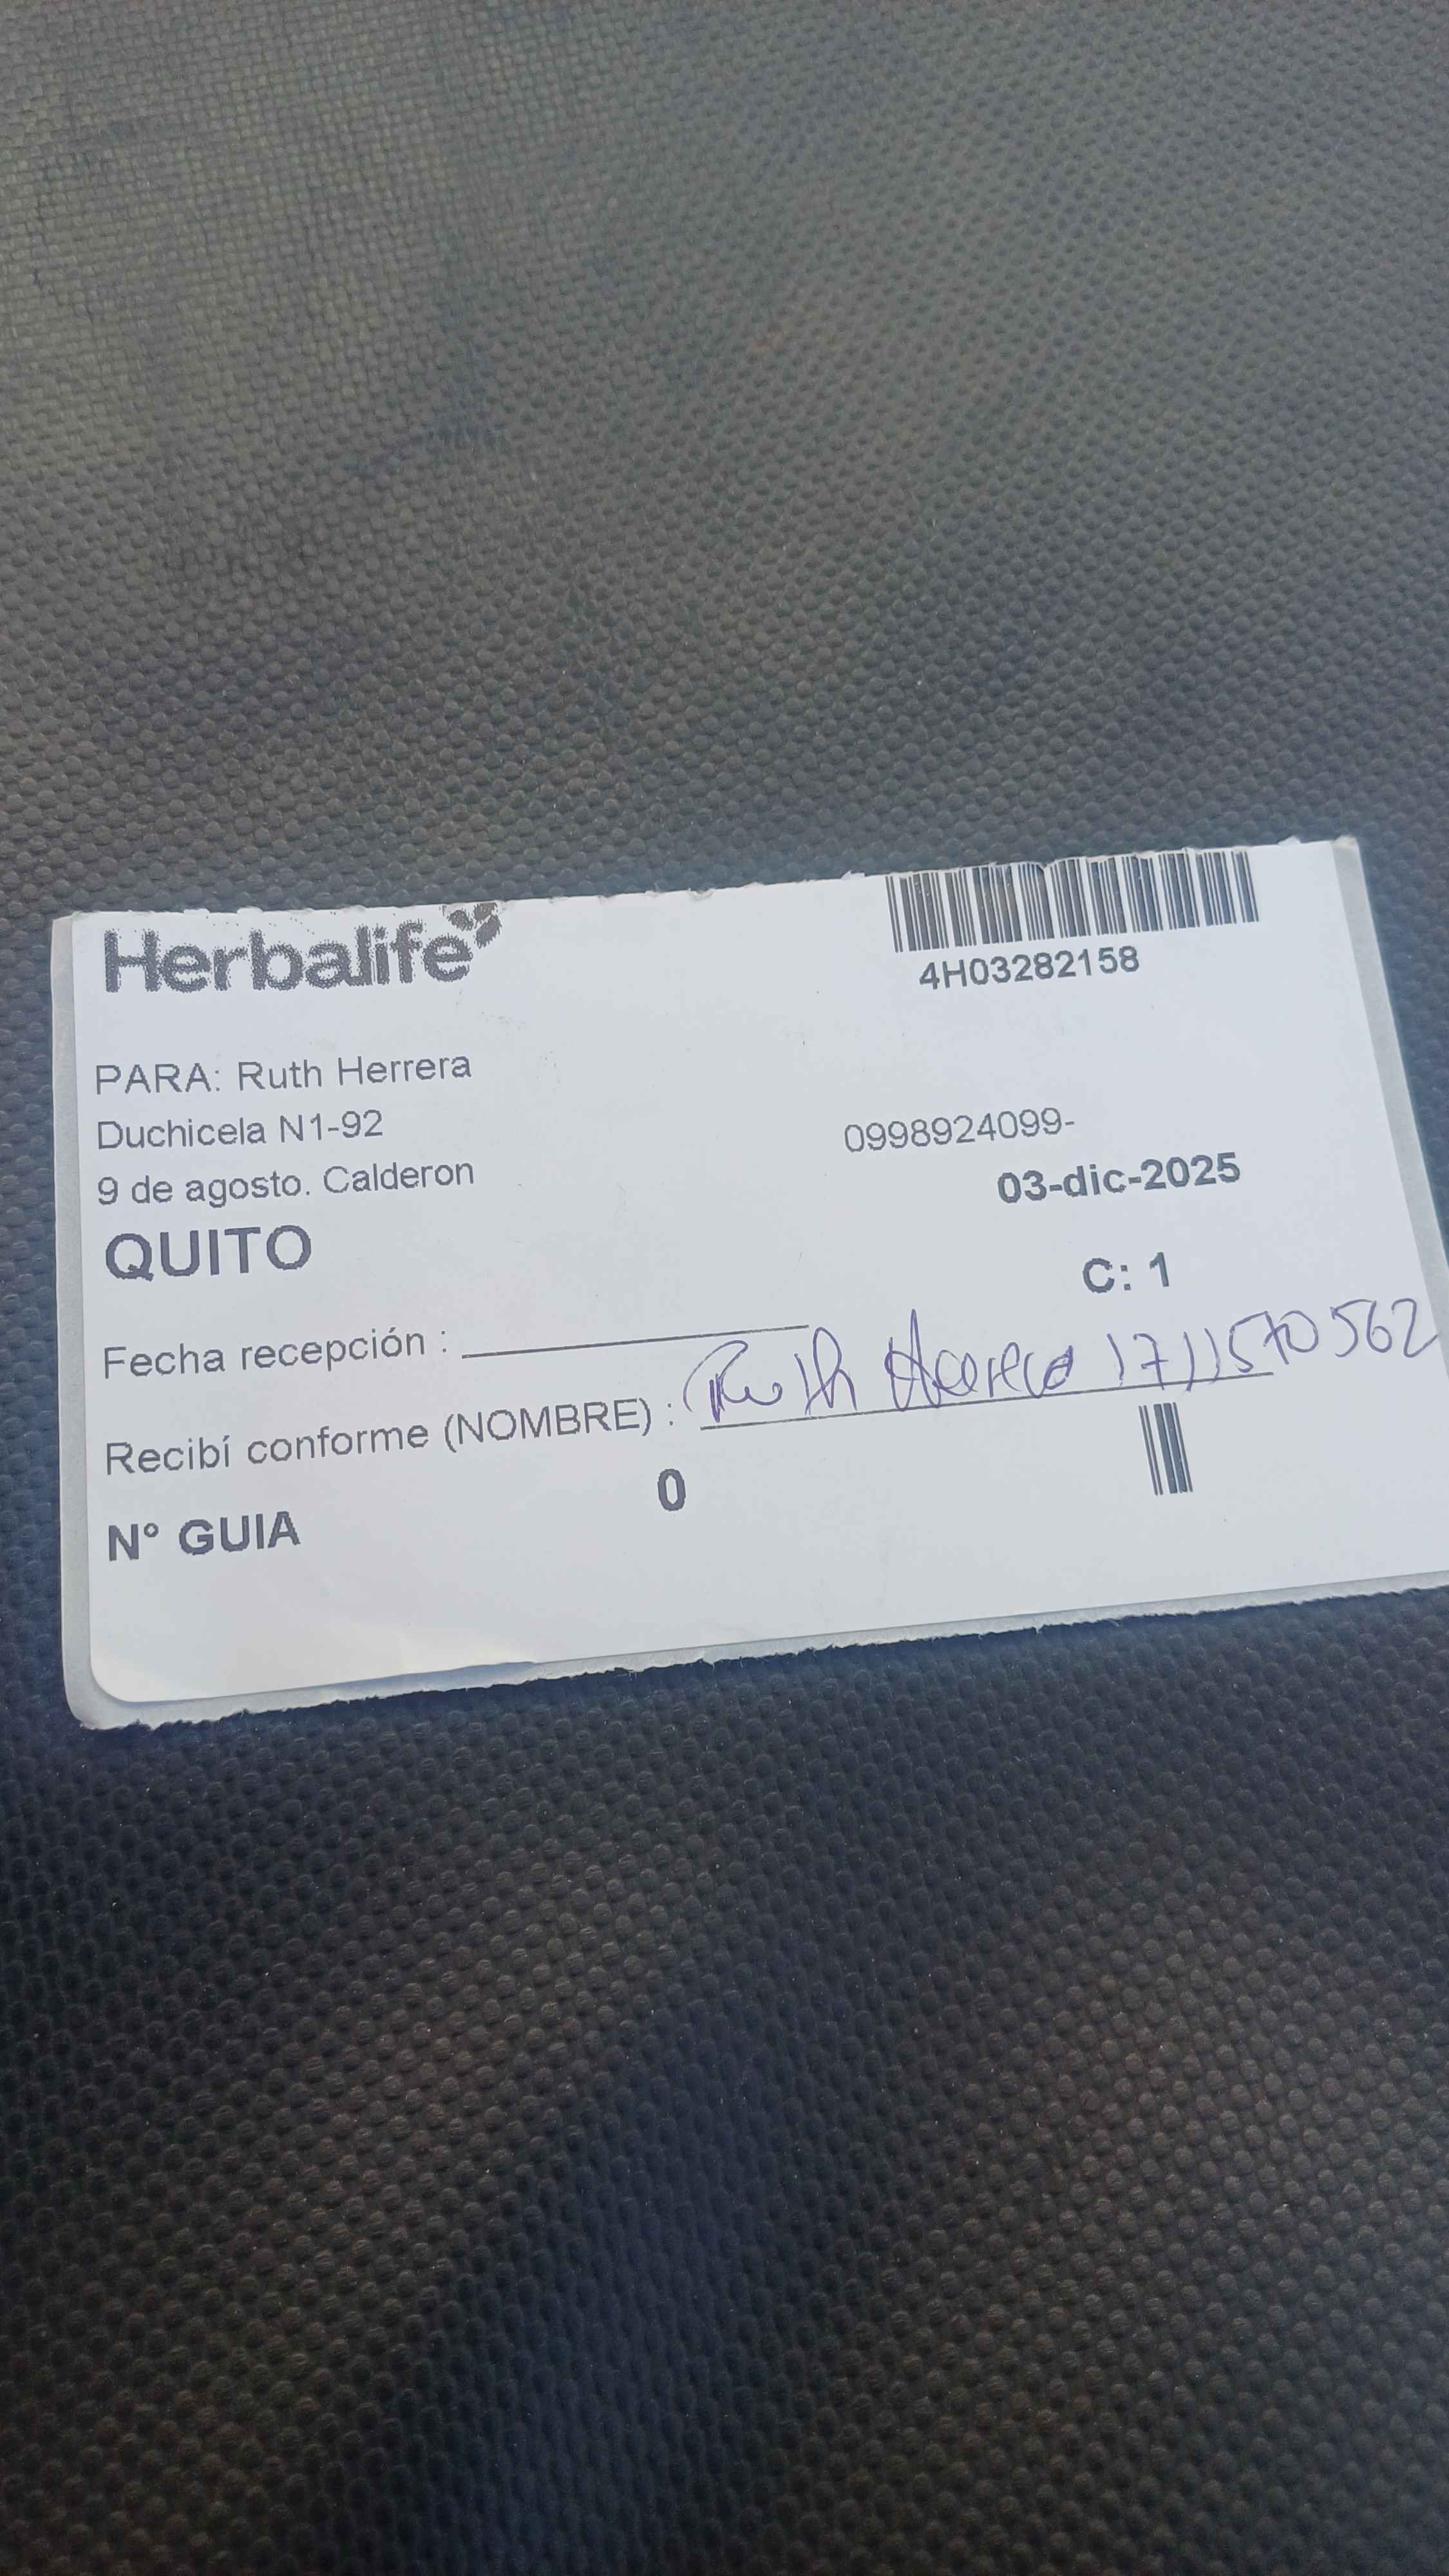 Herbalife
4H03282158
PARA: Ruth Herrera
Duchicela N1-92
0998924099-
9 de agosto. Calderon
03-dic-2025
QUITO
C: 1
Fecha recepción :
Recibí conforme (NOMBRE) : Ruth Herrera 1711570562
N° GUIA 0